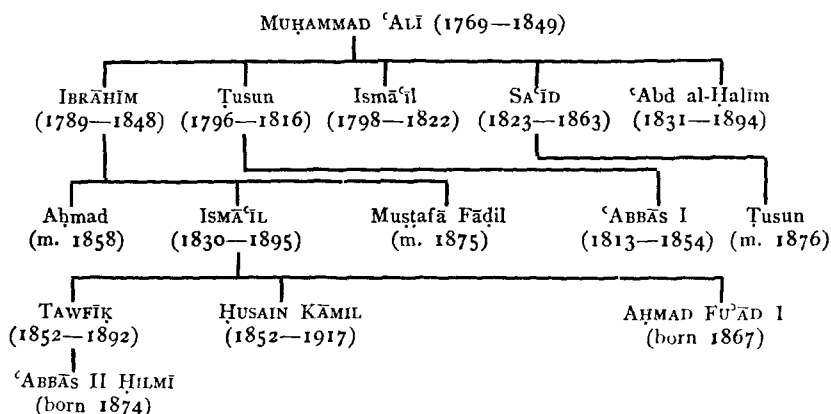 MUḤAMMAD ʿALĪ (1769—1849)
IBRĀHĪM Ṭusun Ismāʿīl SAʿĪD ʿAbd al-Ḥalīm
(1789—1848) (1796—1816) (1798—1822) (1823—1863) (1831—1894)
Aḥmad ISMĀʿĪL Muṣṭafā Fāḍil ʿABBĀS I Ṭusun
(m. 1858) (1830—1895) (m. 1875) (1813—1854) (m. 1876)
TAWFĪḲ ḤUSAIN KĀMIL AḤMAD FUʾĀD I
(1852—1892) (1852—1917) (born 1867)
ʿABBĀS II ḤILMĪ
(born 1874)